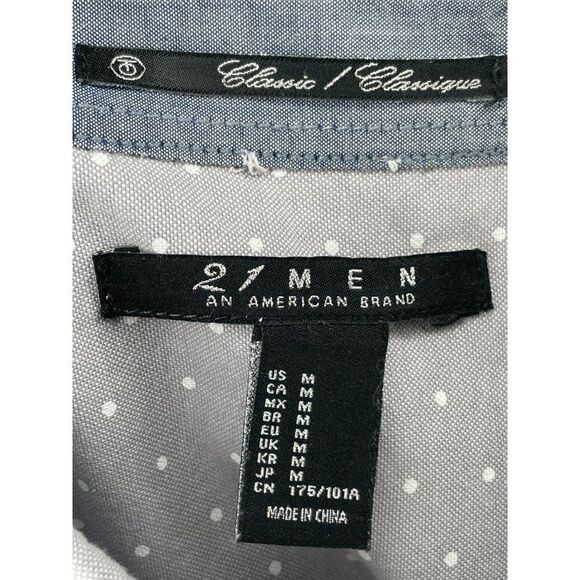 Classic / Classique
21 MEN
AN AMERICAN BRAND
US M
CA M
MX M
BR M
EU M
UK M
KR M
JP M
CN 175/101A
MADE IN CHINA